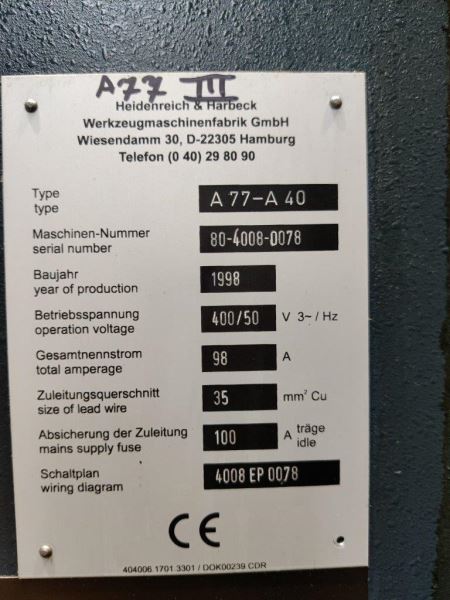 A77 III
Heidenreich & Harbeck
Werkzeugmaschinenfabrik GmbH
Wiesendamm 30, D-22305 Hamburg
Telefon (0 40) 29 80 90
Type
type
A 77-A 40
Maschinen-Nummer
serial number
80-4008-0078
Baujahr
year of production
1998
Betriebsspannung
operation voltage
400/50 V 3~ / Hz
Gesamtnennstrom
total amperage
98 A
Zuleitungsquerschnitt
size of lead wire
35 mm² Cu
Absicherung der Zuleitung
mains supply fuse
100 A träge
idle
Schaltplan
wiring diagram
4008 EP 0078
CE
404006.1701.3301 / DOK00239.CDR